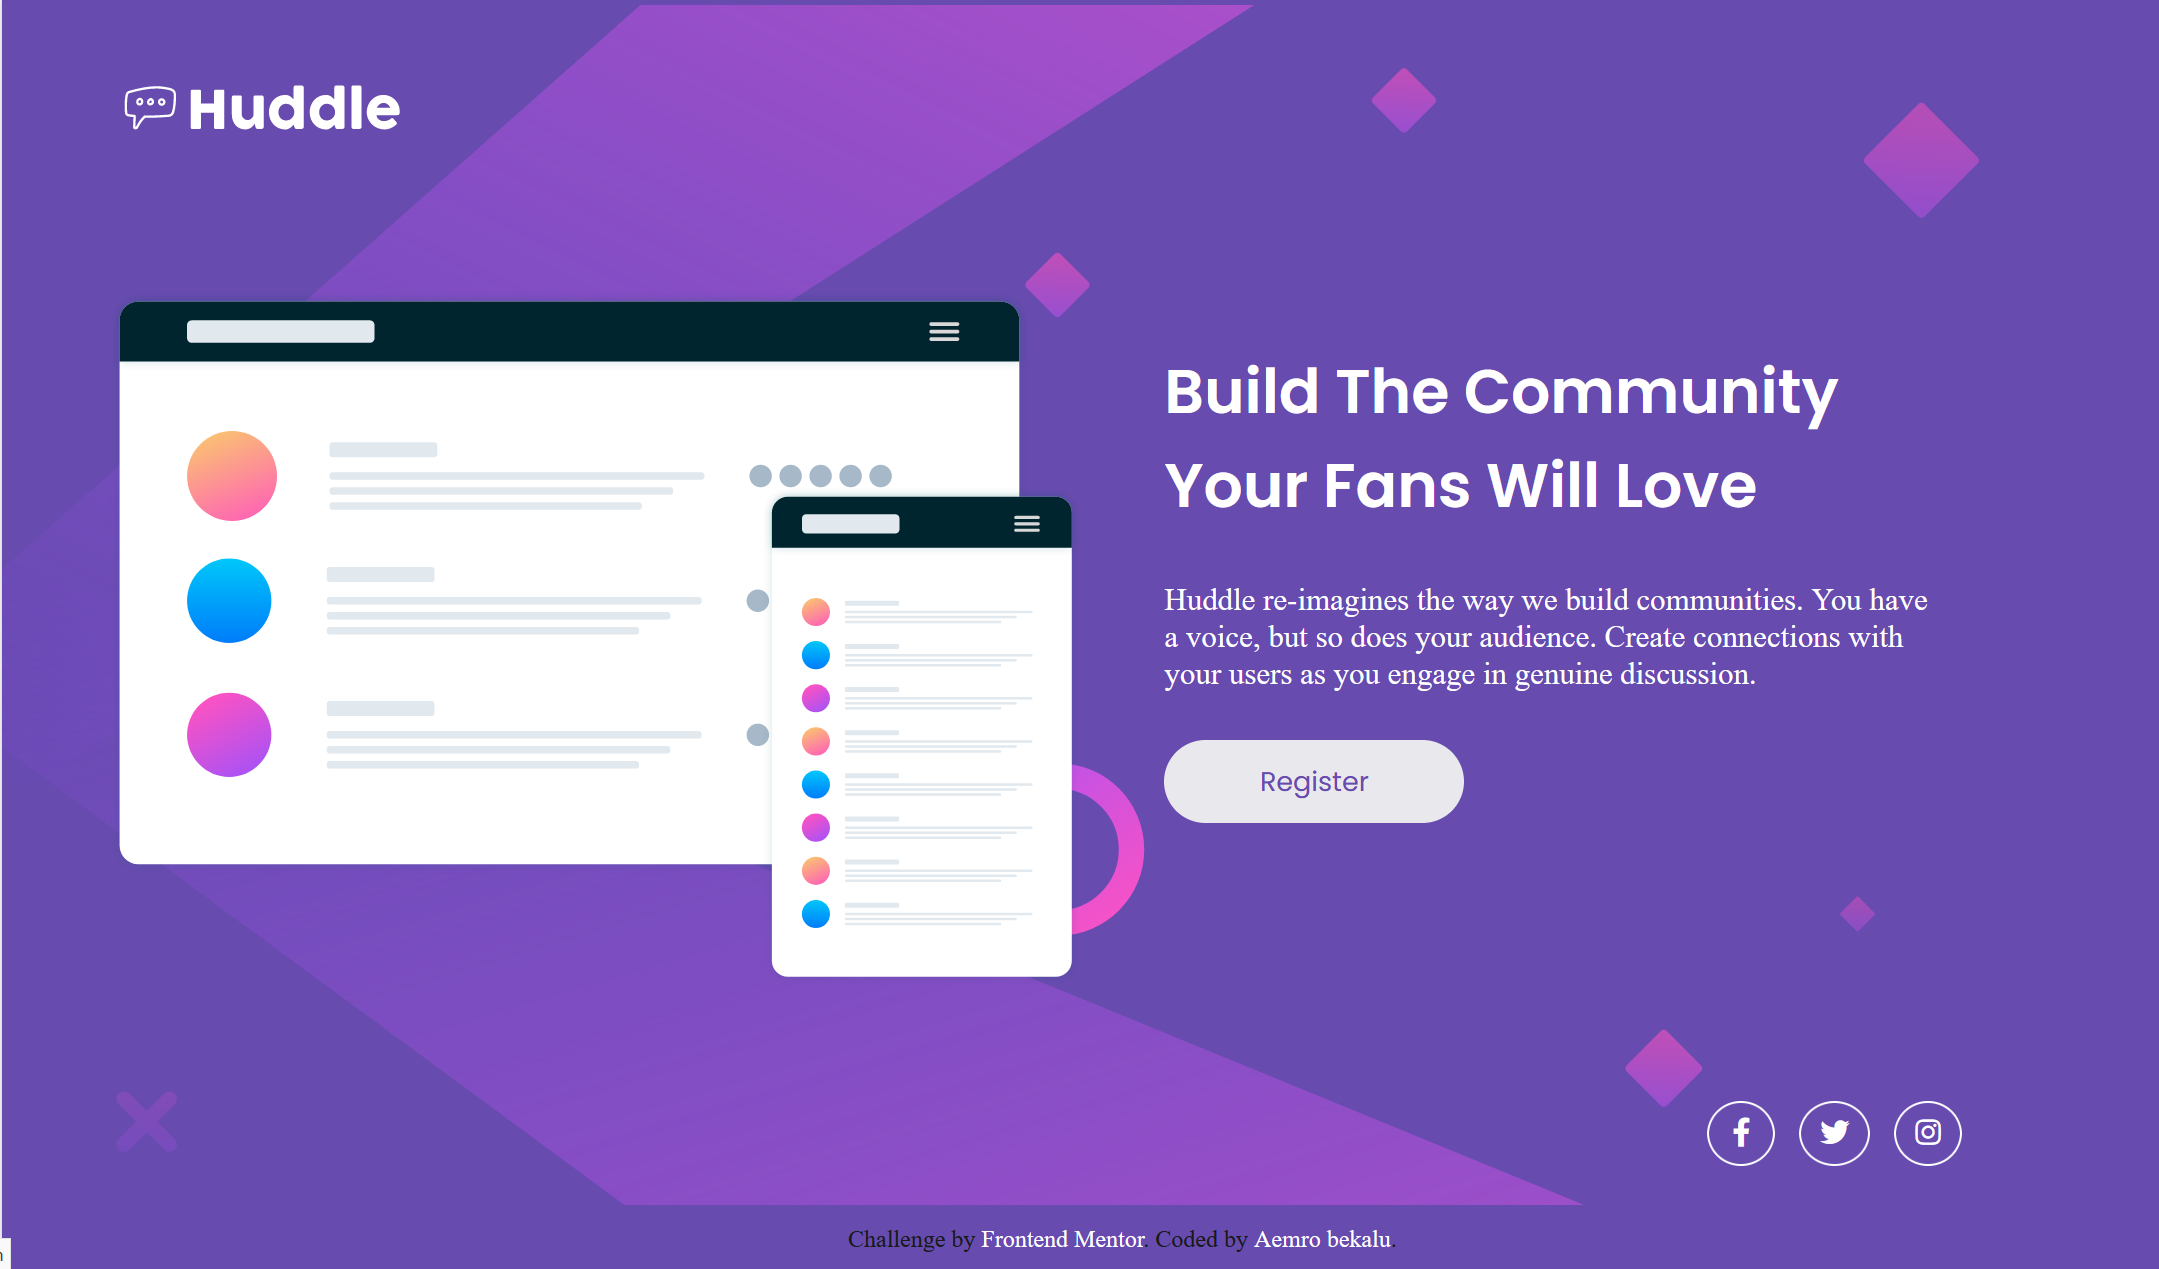 Huddle
Build The Community
Your Fans Will Love
Huddle re-imagines the way we build communities. You have
a voice, but so does your audience. Create connections with
your users as you engage in genuine discussion.
Register
Challenge by Frontend Mentor. Coded by Aemro bekalu.